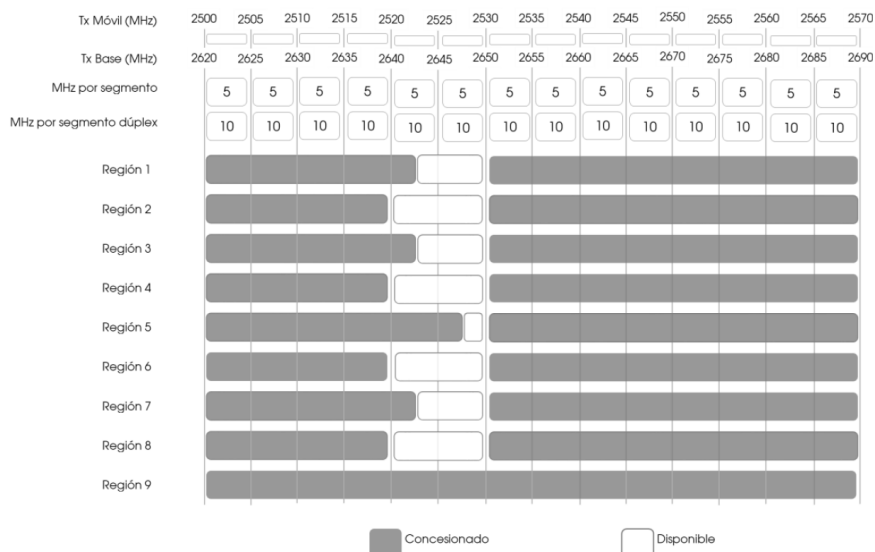 Tx Móvil (MHz) 2500 2505 2510 2515 2520 2525 2530 2535 2540 2545 2550 2555 2560 2565 2570
Tx Base (MHz) 2620 2625 2630 2635 2640 2645 2650 2655 2660 2665 2670 2675 2680 2685 2690
MHz por segmento 5 5 5 5 5 5 5 5 5 5 5 5 5 5
MHz por segmento dúplex 10 10 10 10 10 10 10 10 10 10 10 10 10 10
Región 1
Región 2
Región 3
Región 4
Región 5
Región 6
Región 7
Región 8
Región 9
Concesionado Disponible